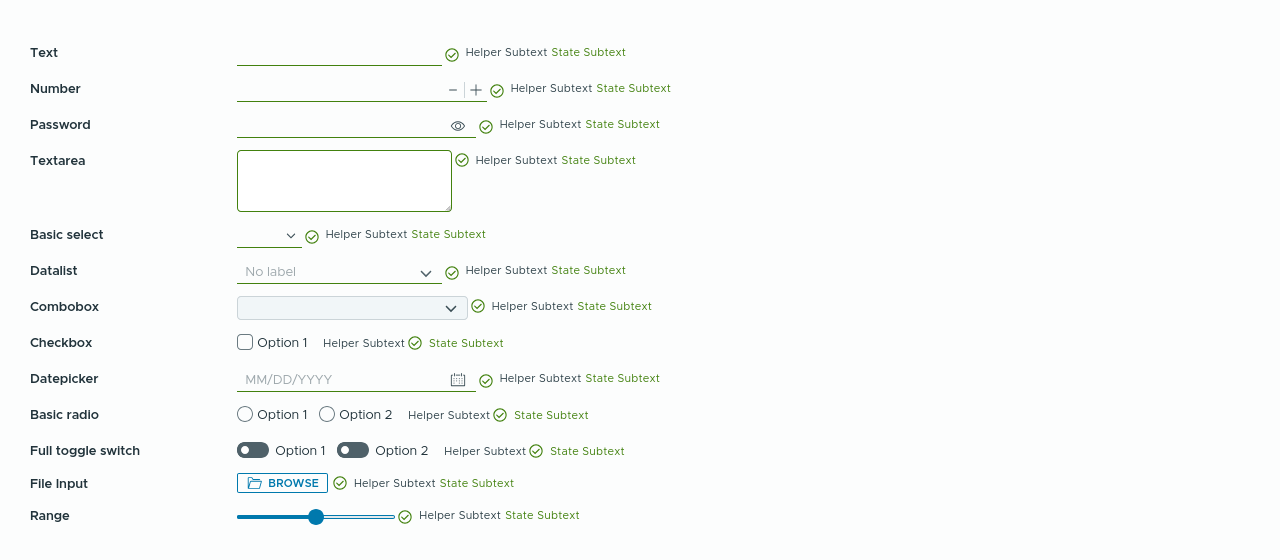 Text Helper Subtext State Subtext
Number Helper Subtext State Subtext
Password Helper Subtext State Subtext
Textarea Helper Subtext State Subtext
Basic select Helper Subtext State Subtext
Datalist No label Helper Subtext State Subtext
Combobox Helper Subtext State Subtext
Checkbox Option 1 Helper Subtext State Subtext
Datepicker MM/DD/YYYY Helper Subtext State Subtext
Basic radio Option 1 Option 2 Helper Subtext State Subtext
Full toggle switch Option 1 Option 2 Helper Subtext State Subtext
File Input BROWSE Helper Subtext State Subtext
Range Helper Subtext State Subtext